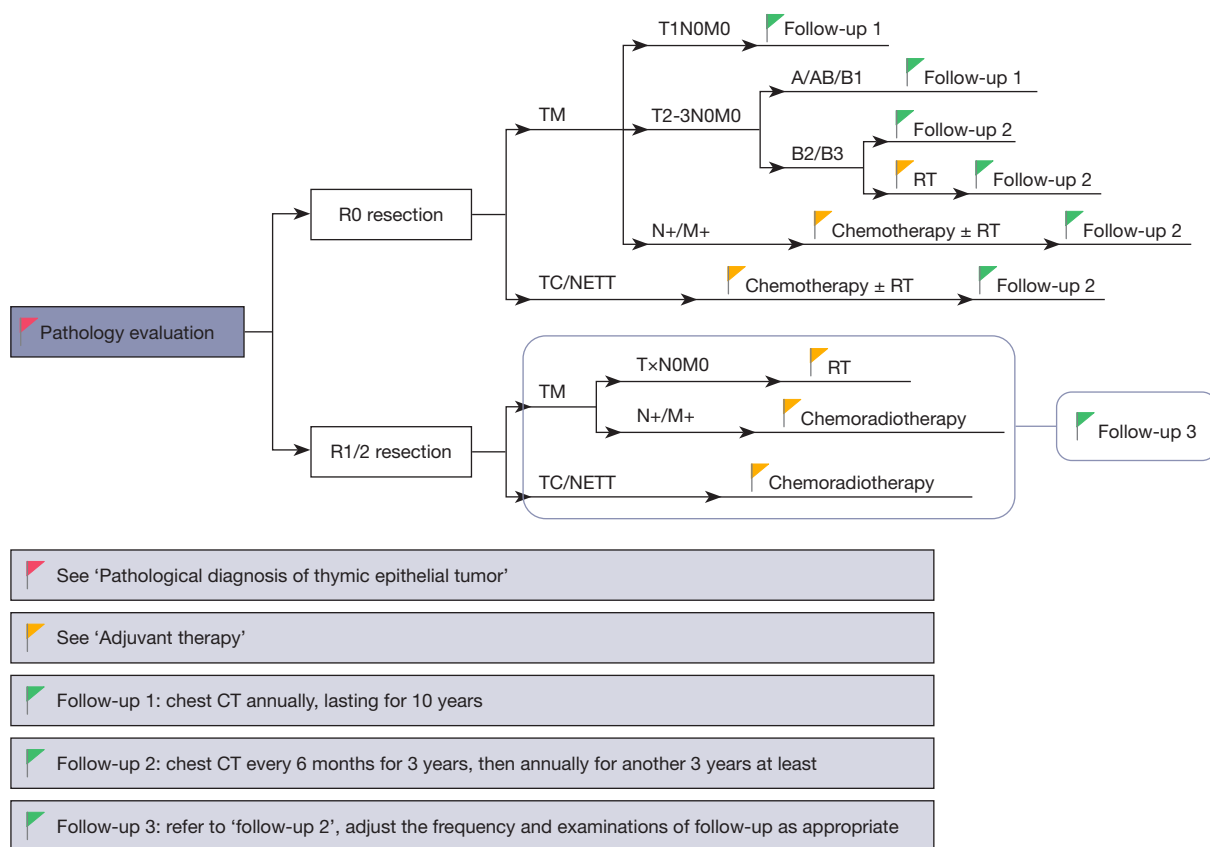 T1N0M0
Follow-up 1
A/AB/B1
Follow-up 1
TM
T2-3N0M0
Follow-up 2
B2/B3
RT
Follow-up 2
R0 resection
N+/M+
Chemotherapy ± RT
Follow-up 2
TC/NETT
Chemotherapy ± RT
Follow-up 2
Pathology evaluation
T×N0M0
RT
TM
N+/M+
Chemoradiotherapy
Follow-up 3
R1/2 resection
TC/NETT
Chemoradiotherapy
See ‘Pathological diagnosis of thymic epithelial tumor’
See ‘Adjuvant therapy’
Follow-up 1: chest CT annually, lasting for 10 years
Follow-up 2: chest CT every 6 months for 3 years, then annually for another 3 years at least
Follow-up 3: refer to ‘follow-up 2’, adjust the frequency and examinations of follow-up as appropriate